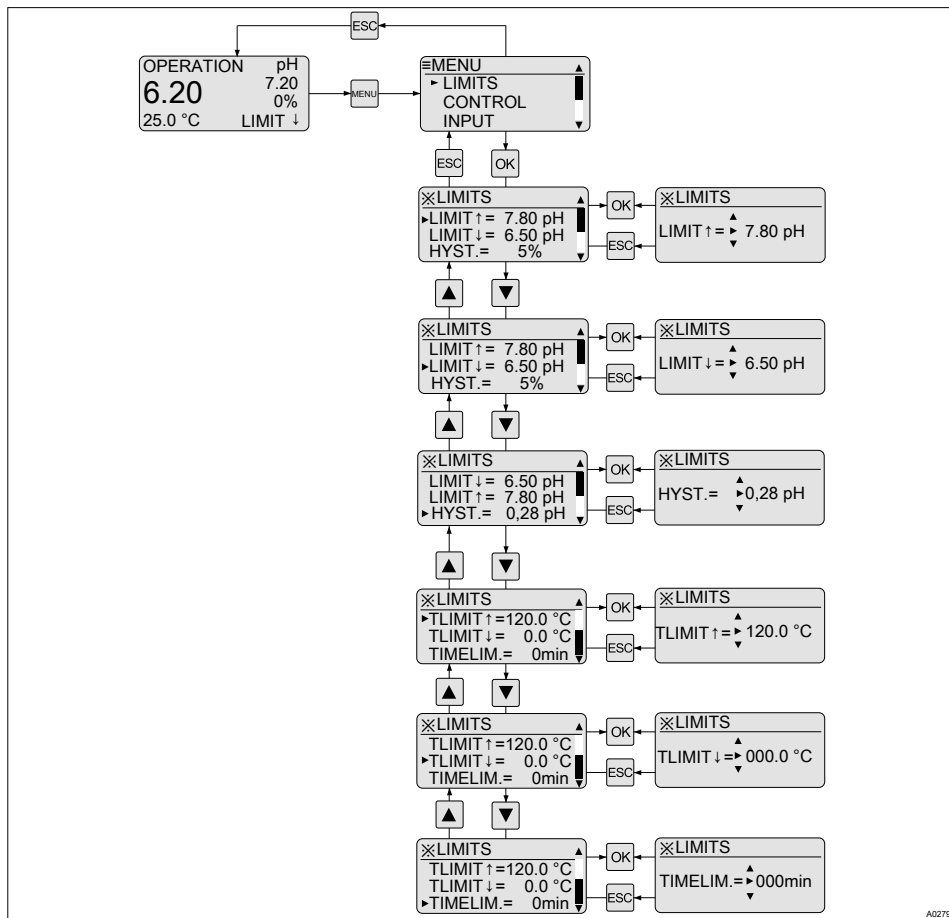 ESC
OPERATION pH
6.20 7.20
0%
25.0 °C LIMIT ↓
MENU
≡MENU ▲
► LIMITS
CONTROL
INPUT ▼
ESC OK
※LIMITS ▲
►LIMIT↑= 7.80 pH
LIMIT↓= 6.50 pH
HYST.= 5% ▼
OK
ESC
※LIMITS
▲
LIMIT↑= ► 7.80 pH
▼
▲ ▼
※LIMITS ▲
LIMIT↑= 7.80 pH
►LIMIT↓= 6.50 pH
HYST.= 5% ▼
OK
ESC
※LIMITS
▲
LIMIT↓= ► 6.50 pH
▼
▲ ▼
※LIMITS ▲
LIMIT↓= 6.50 pH
LIMIT↑= 7.80 pH
►HYST.= 0,28 pH ▼
OK
ESC
※LIMITS
▲
HYST.= ►0,28 pH
▼
▲ ▼
※LIMITS ▲
►TLIMIT↑=120.0 °C
TLIMIT↓= 0.0 °C
TIMELIM.= 0min ▼
OK
ESC
※LIMITS
▲
TLIMIT↑= ► 120.0 °C
▼
▲ ▼
※LIMITS ▲
TLIMIT↑=120.0 °C
►TLIMIT↓= 0.0 °C
TIMELIM.= 0min ▼
OK
ESC
※LIMITS
▲
TLIMIT↓= ► 000.0 °C
▼
▲ ▼
※LIMITS ▲
TLIMIT↑=120.0 °C
TLIMIT↓= 0.0 °C
►TIMELIM.= 0min ▼
OK
ESC
※LIMITS
▲
TIMELIM.= ►000min
▼
A0279